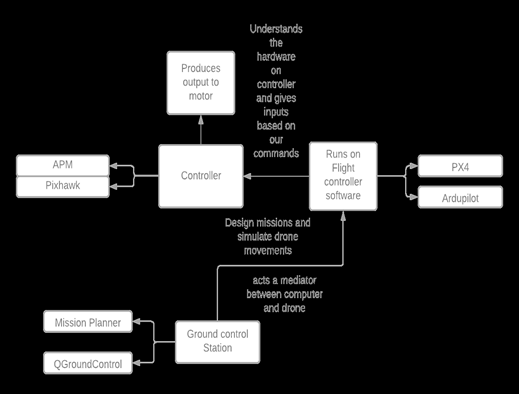 Understands
the
hardware
on
controller
and gives
inputs
based on
our
commands
Produces
output to
motor
APM
Pixhawk
Controller
Runs on
Flight
controller
software
PX4
Ardupilot
Design missions and
simulate drone
movements
acts a mediator
between computer
and drone
Mission Planner
QGroundControl
Ground control
Station